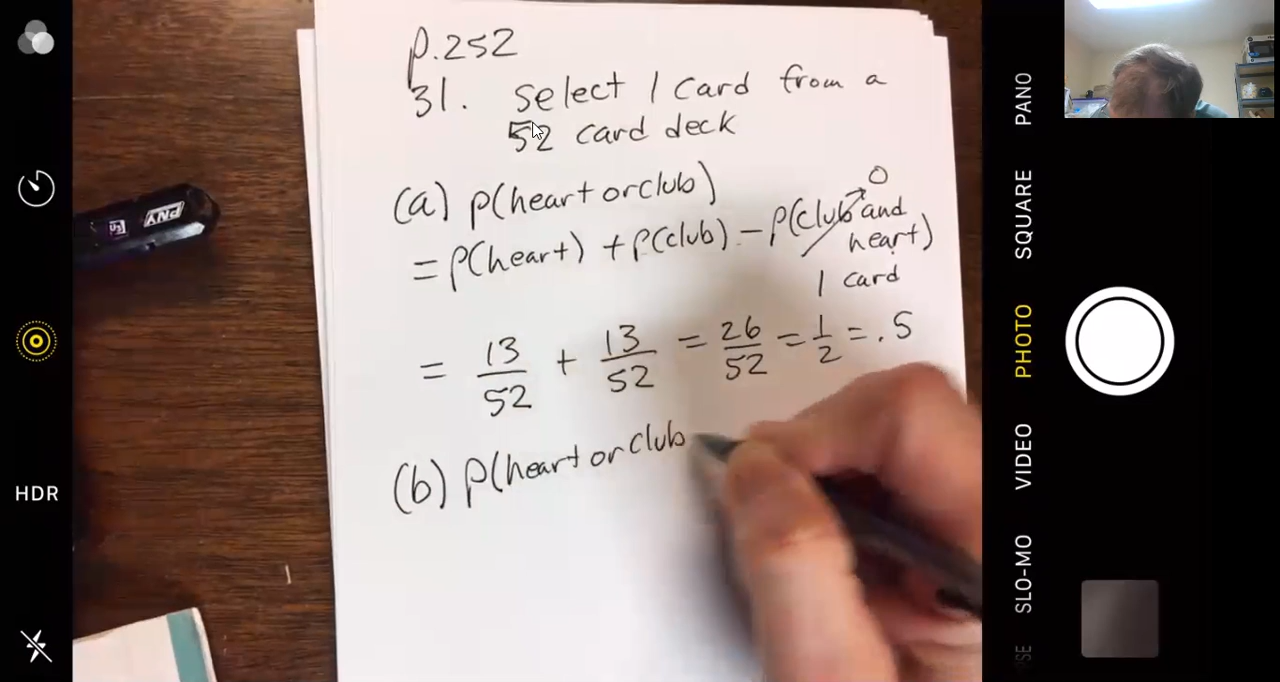 p.252
31. Select 1 card from a
52 card deck
(a) P(heart or club)
= P(heart) + P(club) - P(club and
heart)
0
1 card
= 13/52 + 13/52 = 26/52 = 1/2 = .5
(b) P(heart or club
PNY
HDR
PANO
SQUARE
PHOTO
VIDEO
SLO-MO
SE